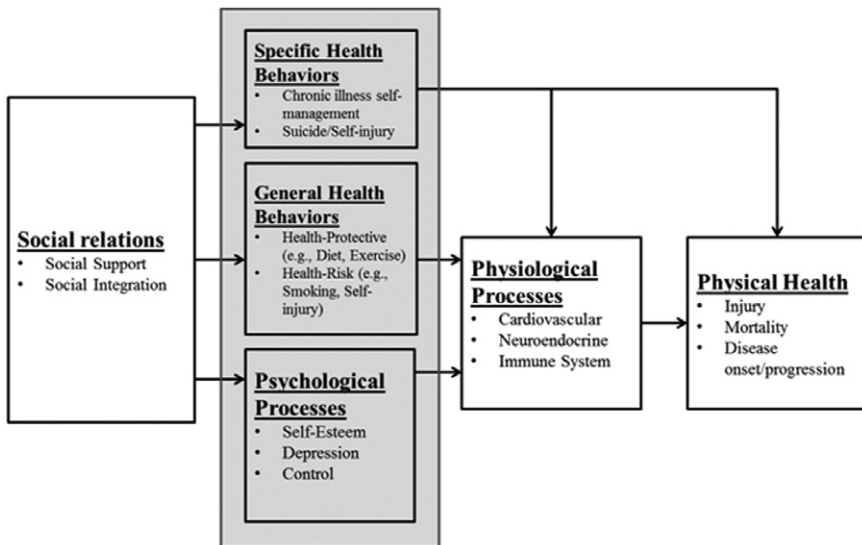 Social relations
• Social Support
• Social Integration
Specific Health
Behaviors
• Chronic illness self-
management
• Suicide/Self-injury
General Health
Behaviors
• Health-Protective
(e.g., Diet, Exercise)
• Health-Risk (e.g.,
Smoking, Self-
injury)
Psychological
Processes
• Self-Esteem
• Depression
• Control
Physiological
Processes
• Cardiovascular
• Neuroendocrine
• Immune System
Physical Health
• Injury
• Mortality
• Disease
onset/progression